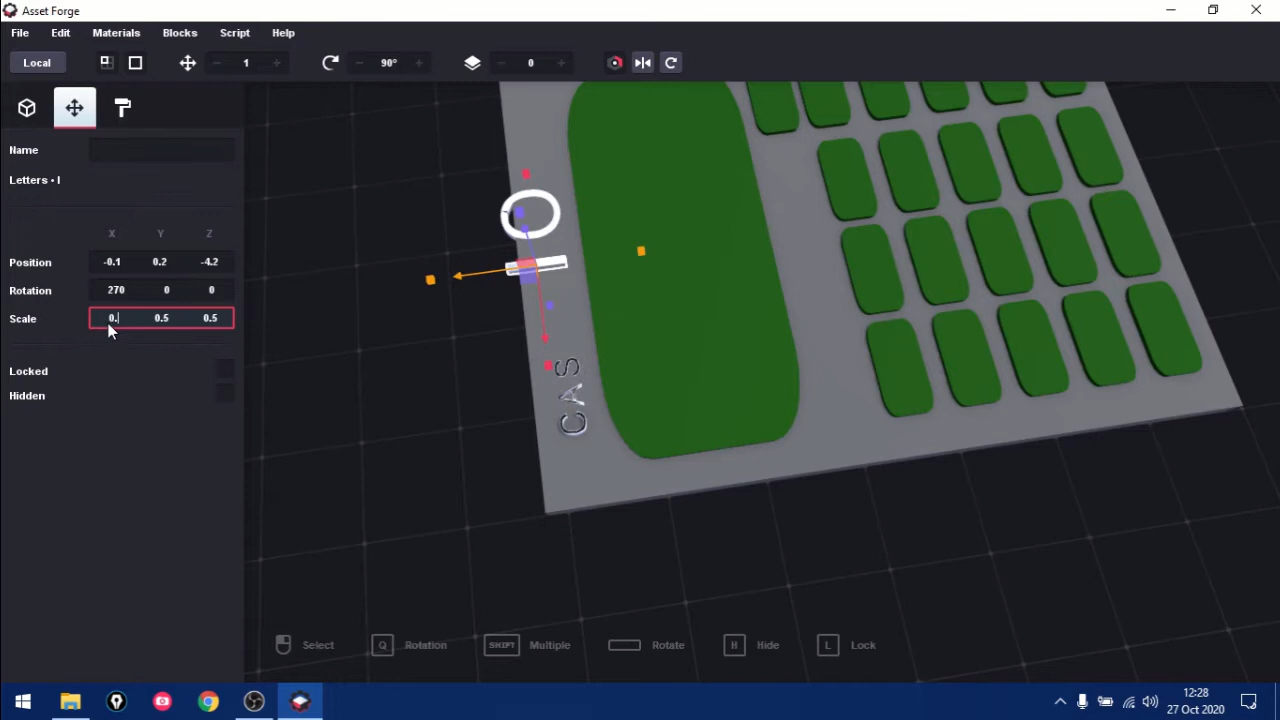 Asset Forge
File Edit Materials Blocks Script Help
Local 1 90° 0
Name
Letters • I
X Y Z
Position -0.1 0.2 -4.2
Rotation 270 0 0
Scale 0. 0.5 0.5
Locked
Hidden
O
I
CAS
Select Q Rotation SHIFT Multiple Rotate H Hide L Lock
12:28
27 Oct 2020